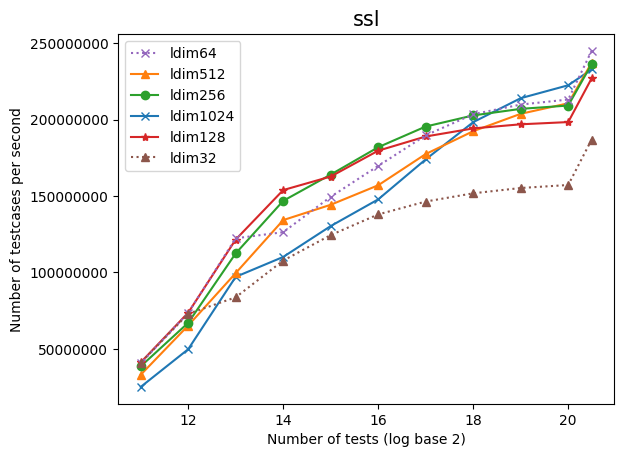 ssl
250000000
200000000
150000000
100000000
50000000
Number of testcases per second
ldim64
ldim512
ldim256
ldim1024
ldim128
ldim32
12
14
16
18
20
Number of tests (log base 2)